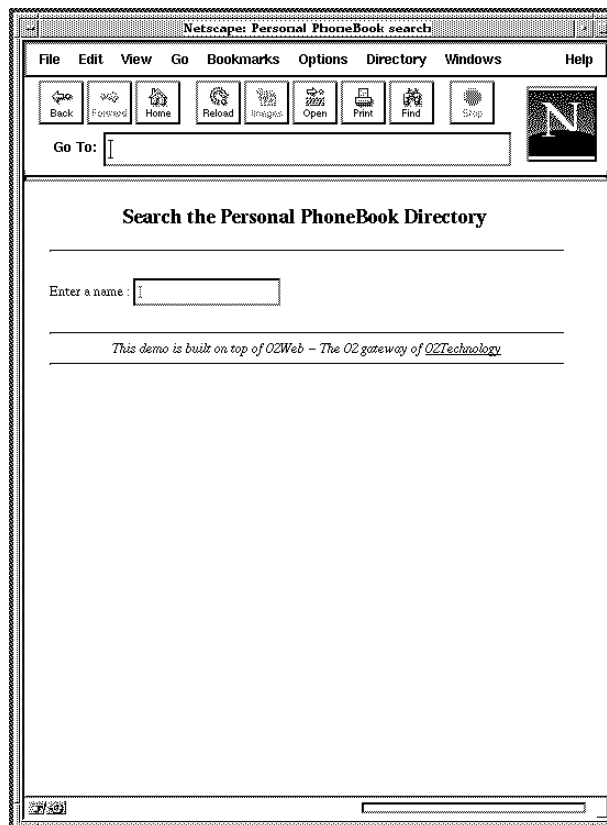 Netscape: Personal PhoneBook search
File Edit View Go Bookmarks Options Directory Windows Help
Back Forward Home Reload Images Open Print Find Stop
N
Go To:
Search the Personal PhoneBook Directory
Enter a name :
This demo is built on top of O2Web – The O2 gateway of O2Technology